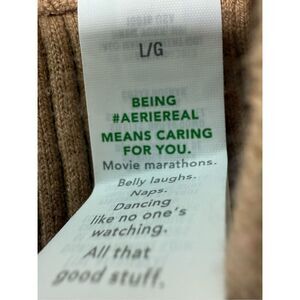 L/G
BEING
#AERIEREAL
MEANS CARING
FOR YOU.
Movie marathons.
Belly laughs.
Naps.
Dancing
like no one's
watching.
All that
good stuff.